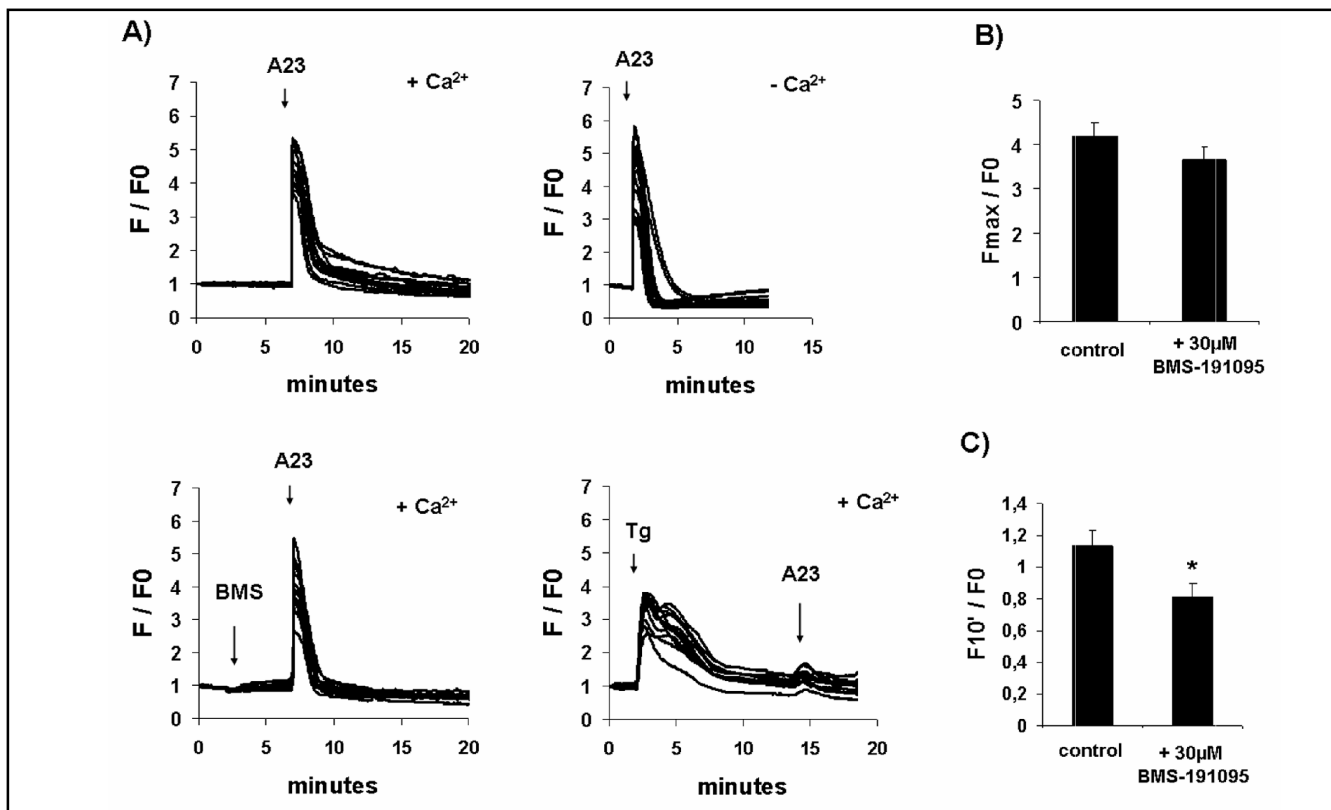 A)
A23
+ Ca²⁺
7
6
5
4
3
2
1
0
F / F0
0 5 10 15 20
minutes
A23
- Ca²⁺
7
6
5
4
3
2
1
0
F / F0
0 5 10 15
minutes
A23
+ Ca²⁺
BMS
7
6
5
4
3
2
1
0
F / F0
0 5 10 15 20
minutes
+ Ca²⁺
Tg
A23
7
6
5
4
3
2
1
0
F / F0
0 5 10 15 20
minutes
B)
5
4
3
2
1
0
Fmax / F0
control
+ 30µM
BMS-191095
C)
1,4
1,2
1
0,8
0,6
0,4
0,2
0
F10' / F0
*
control
+ 30µM
BMS-191095